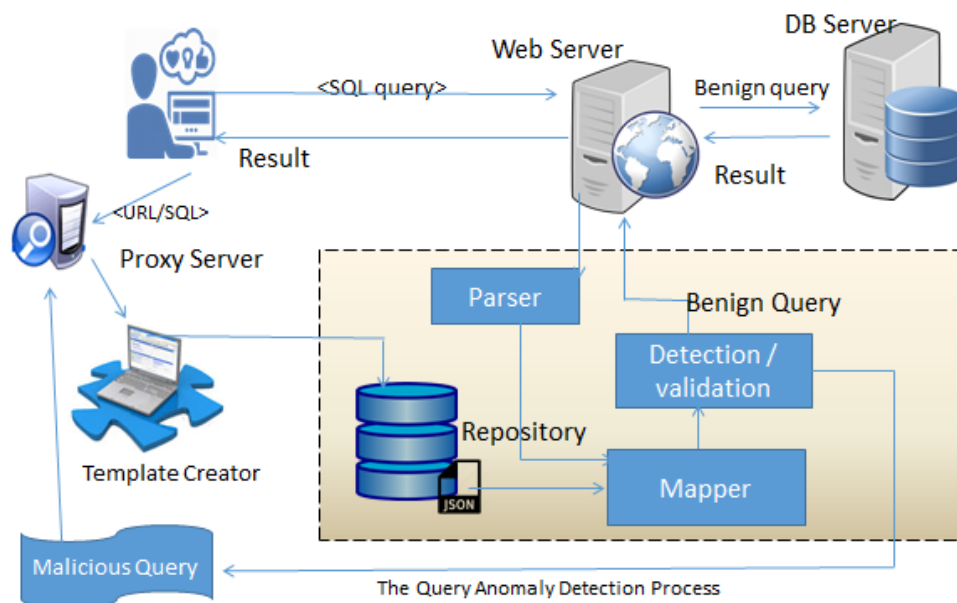 DB Server
Web Server
<SQL query>
Benign query
Result
Result
<URL/SQL>
Proxy Server
Parser
Benign Query
Detection /
validation
Repository
Template Creator
JSON
Mapper
Malicious Query
The Query Anomaly Detection Process